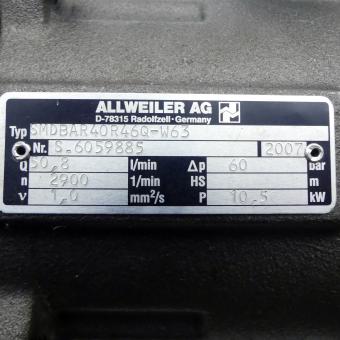 ALLWEILER AG
D-78315 Radolfzell · Germany
Typ SMDBAR40R46Q-W63
Nr. S.6059885 2007
Q 50,8 l/min Δp 60 bar
n 2900 1/min HS m
ν 1,0 mm²/s P 10,5 kW